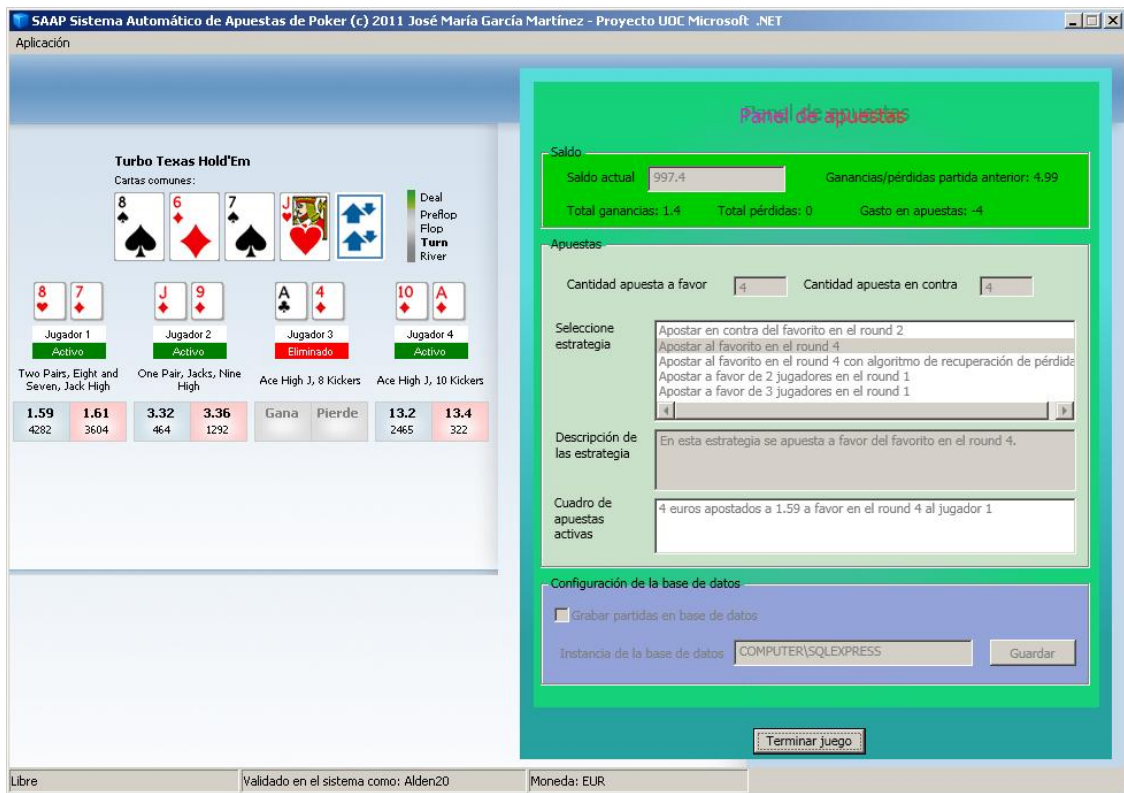 SAAP Sistema Automático de Apuestas de Poker (c) 2011 José María García Martínez - Proyecto UOC Microsoft .NET
Aplicación
Turbo Texas Hold'Em
Cartas comunes:
8 6 7 J
Deal
Preflop
Flop
Turn
River
8 7 J 9 A 4 10 A
Jugador 1 Jugador 2 Jugador 3 Jugador 4
Activo Activo Eliminado Activo
Two Pairs, Eight and Seven, Jack High
One Pair, Jacks, Nine High
Ace High J, 8 Kickers
Ace High J, 10 Kickers
1.59 1.61 3.32 3.36 Gana Pierde 13.2 13.4
4282 3604 464 1292 2465 322
Panel de apuestas
Saldo
Saldo actual 997.4 Ganancias/pérdidas partida anterior: 4.99
Total ganancias: 1.4 Total pérdidas: 0 Gasto en apuestas: -4
Apuestas
Cantidad apuesta a favor 4 Cantidad apuesta en contra 4
Seleccione estrategia
Apostar en contra del favorito en el round 2
Apostar al favorito en el round 4
Apostar al favorito en el round 4 con algoritmo de recuperación de pérdida
Apostar a favor de 2 jugadores en el round 1
Apostar a favor de 3 jugadores en el round 1
Descripción de las estrategia
En esta estrategia se apuesta a favor del favorito en el round 4.
Cuadro de apuestas activas
4 euros apostados a 1.59 a favor en el round 4 al jugador 1
Configuración de la base de datos
Grabar partidas en base de datos
Instancia de la base de datos COMPUTER\SQLEXPRESS Guardar
Terminar juego
Libre Validado en el sistema como: Alden20 Moneda: EUR